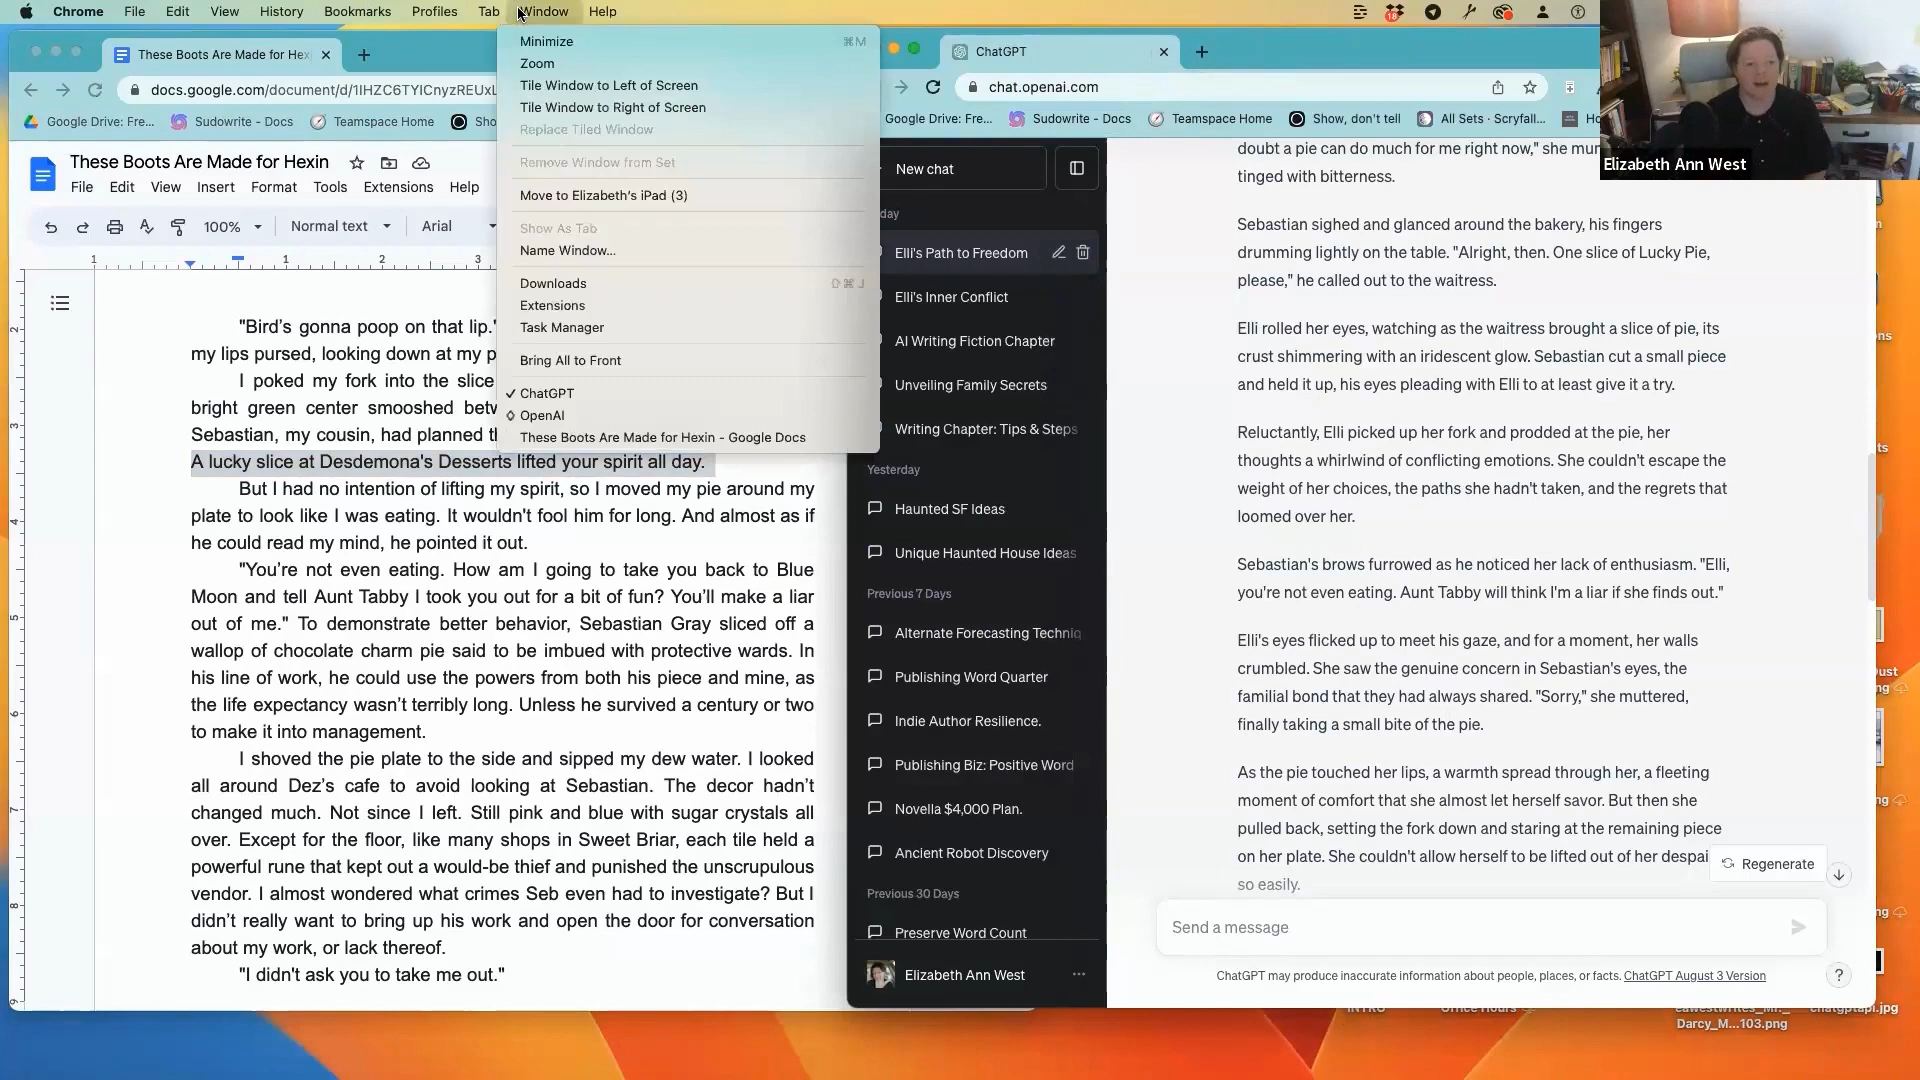 Chrome File Edit View History Bookmarks Profiles Tab Window Help
18
These Boots Are Made for Hexin
docs.google.com/document/d/1IHZC6TYICnyzREUxL
Google Drive: Fre... Sudowrite - Docs Teamspace Home Sho
These Boots Are Made for Hexin
File Edit View Insert Format Tools Extensions Help
100% Normal text Arial
1 1 2 3
2
3
4
5
6
7
8
9
"Bird's gonna poop on that lip."
my lips pursed, looking down at my p
I poked my fork into the slice
bright green center smooshed betw
Sebastian, my cousin, had planned th
A lucky slice at Desdemona's Desserts lifted your spirit all day.
But I had no intention of lifting my spirit, so I moved my pie around my
plate to look like I was eating. It wouldn't fool him for long. And almost as if
he could read my mind, he pointed it out.
"You're not even eating. How am I going to take you back to Blue
Moon and tell Aunt Tabby I took you out for a bit of fun? You'll make a liar
out of me." To demonstrate better behavior, Sebastian Gray sliced off a
wallop of chocolate charm pie said to be imbued with protective wards. In
his line of work, he could use the powers from both his piece and mine, as
the life expectancy wasn't terribly long. Unless he survived a century or two
to make it into management.
I shoved the pie plate to the side and sipped my dew water. I looked
all around Dez's cafe to avoid looking at Sebastian. The decor hadn't
changed much. Not since I left. Still pink and blue with sugar crystals all
over. Except for the floor, like many shops in Sweet Briar, each tile held a
powerful rune that kept out a would-be thief and punished the unscrupulous
vendor. I almost wondered what crimes Seb even had to investigate? But I
didn't really want to bring up his work and open the door for conversation
about my work, or lack thereof.
"I didn't ask you to take me out."
Minimize ⌘M
Zoom
Tile Window to Left of Screen
Tile Window to Right of Screen
Replace Tiled Window
Remove Window from Set
Move to Elizabeth's iPad (3)
Show As Tab
Name Window...
Downloads ⇧⌘J
Extensions
Task Manager
Bring All to Front
✓ ChatGPT
◇ OpenAI
These Boots Are Made for Hexin - Google Docs
ChatGPT
chat.openai.com
Google Drive: Fre... Sudowrite - Docs Teamspace Home Show, don't tell All Sets · Scryfall... Ho
New chat
day
Elli's Path to Freedom
Elli's Inner Conflict
AI Writing Fiction Chapter
Unveiling Family Secrets
Writing Chapter: Tips & Steps
Yesterday
Haunted SF Ideas
Unique Haunted House Ideas
Previous 7 Days
Alternate Forecasting Techniq
Publishing Word Quarter
Indie Author Resilience.
Publishing Biz: Positive Word
Novella $4,000 Plan.
Ancient Robot Discovery
Previous 30 Days
Preserve Word Count
Elizabeth Ann West ...
doubt a pie can do much for me right now," she mur
tinged with bitterness.
Sebastian sighed and glanced around the bakery, his fingers
drumming lightly on the table. "Alright, then. One slice of Lucky Pie,
please," he called out to the waitress.
Elli rolled her eyes, watching as the waitress brought a slice of pie, its
crust shimmering with an iridescent glow. Sebastian cut a small piece
and held it up, his eyes pleading with Elli to at least give it a try.
Reluctantly, Elli picked up her fork and prodded at the pie, her
thoughts a whirlwind of conflicting emotions. She couldn't escape the
weight of her choices, the paths she hadn't taken, and the regrets that
loomed over her.
Sebastian's brows furrowed as he noticed her lack of enthusiasm. "Elli,
you're not even eating. Aunt Tabby will think I'm a liar if she finds out."
Elli's eyes flicked up to meet his gaze, and for a moment, her walls
crumbled. She saw the genuine concern in Sebastian's eyes, the
familial bond that they had always shared. "Sorry," she muttered,
finally taking a small bite of the pie.
As the pie touched her lips, a warmth spread through her, a fleeting
moment of comfort that she almost let herself savor. But then she
pulled back, setting the fork down and staring at the remaining piece
on her plate. She couldn't allow herself to be lifted out of her despai
so easily.
Regenerate
Send a message
ChatGPT may produce inaccurate information about people, places, or facts. ChatGPT August 3 Version
?
Elizabeth Ann West
INTRO Office Hours
eawestwrites_Mr._
Darcy_M...103.png
chatgptapi.jpg